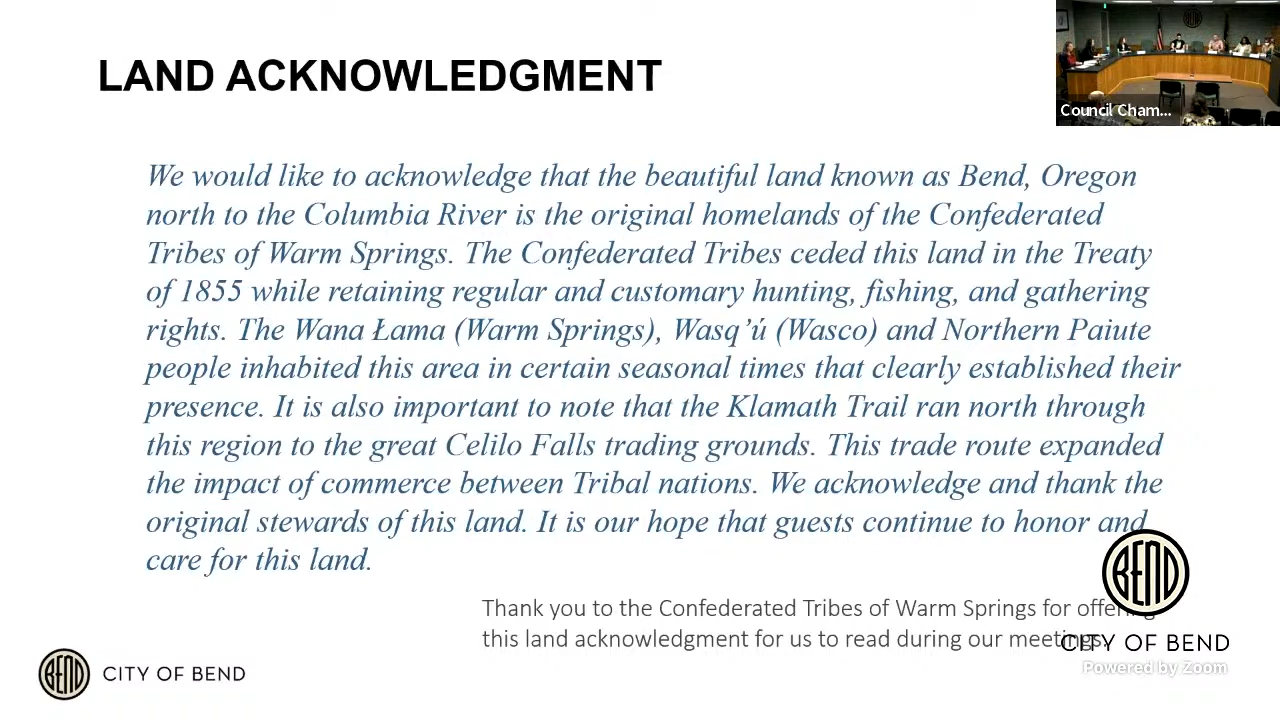 LAND ACKNOWLEDGMENT
Council Cham...
We would like to acknowledge that the beautiful land known as Bend, Oregon
north to the Columbia River is the original homelands of the Confederated
Tribes of Warm Springs. The Confederated Tribes ceded this land in the Treaty
of 1855 while retaining regular and customary hunting, fishing, and gathering
rights. The Wana Łama (Warm Springs), Wasq’ú (Wasco) and Northern Paiute
people inhabited this area in certain seasonal times that clearly established their
presence. It is also important to note that the Klamath Trail ran north through
this region to the great Celilo Falls trading grounds. This trade route expanded
the impact of commerce between Tribal nations. We acknowledge and thank the
original stewards of this land. It is our hope that guests continue to honor and
care for this land.
Thank you to the Confederated Tribes of Warm Springs for offering
this land acknowledgment for us to read during our meetings.
BEND
CITY OF BEND
BEND
CITY OF BEND
Powered by Zoom